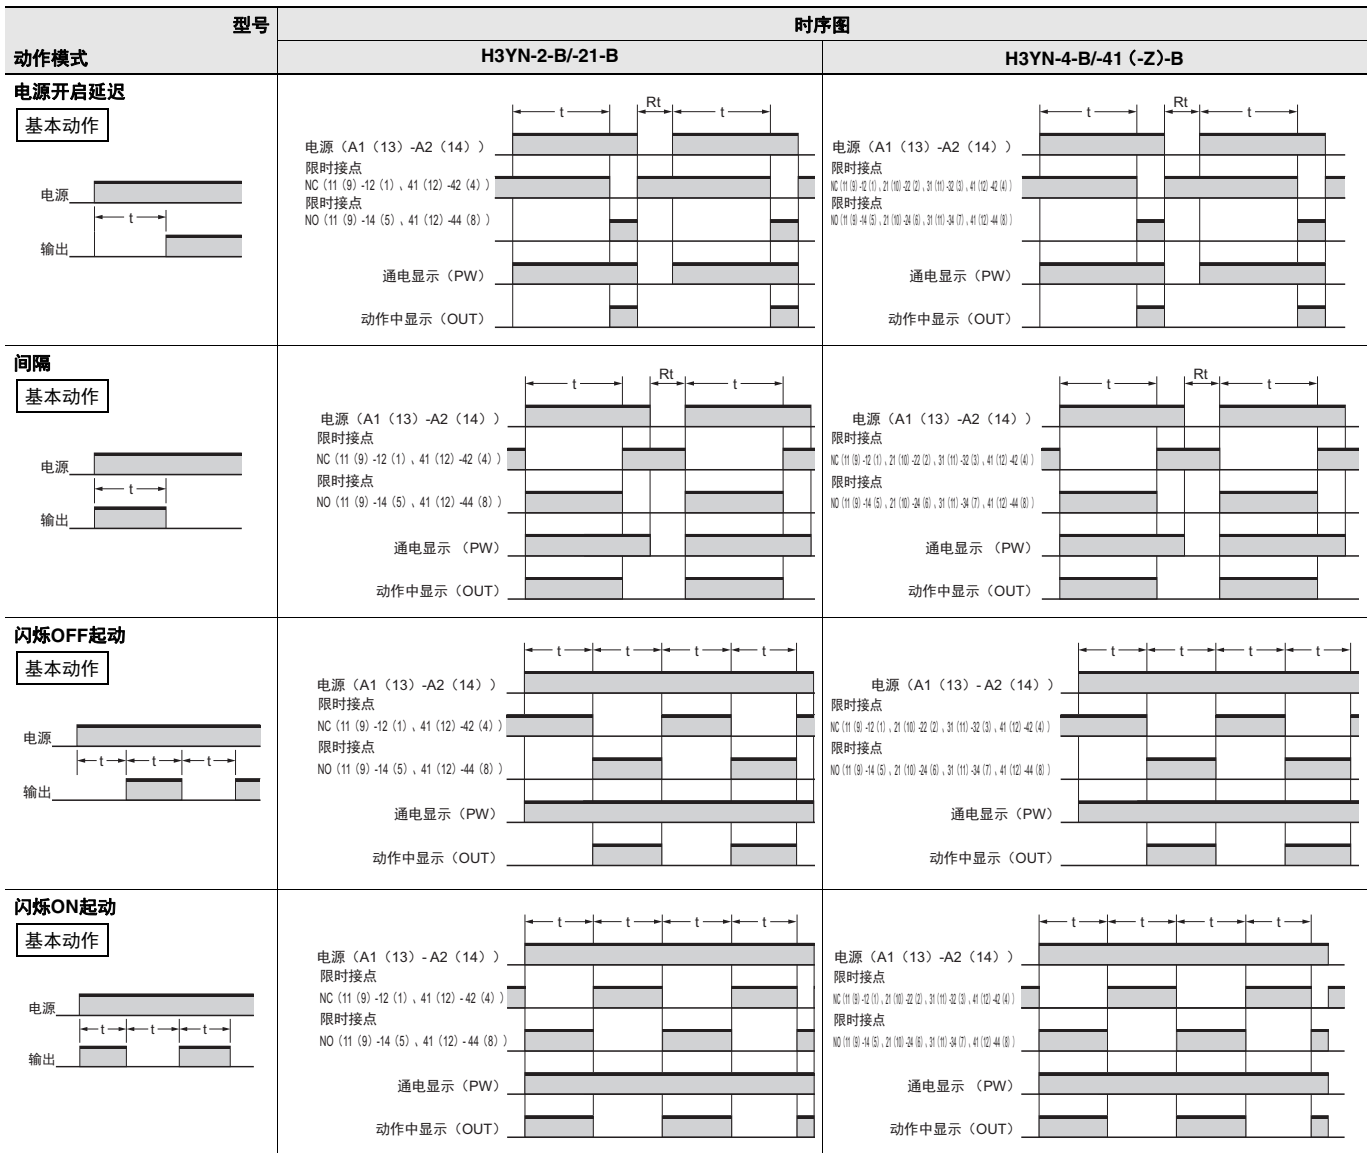 型号
时序图
动作模式
H3YN-2-B/-21-B
H3YN-4-B/-41（-Z）-B
电源开启延迟
基本动作
电源
t
输出
t
Rt
t
电源（A1（13）-A2（14））
限时接点
NC（11（9）-12（1）、41（12）-42（4））
限时接点
NO（11（9）-14（5）、41（12）-44（8））
通电显示（PW）
动作中显示（OUT）
t
Rt
t
电源（A1（13）-A2（14））
限时接点
NC（11（9）-12（1）、21（10）-22（2）、31（11）-32（3）、41（12）-42（4））
限时接点
NO（11（9）-14（5）、21（10）-24（6）、31（11）-34（7）、41（12）-44（8））
通电显示（PW）
动作中显示（OUT）
间隔
基本动作
电源
t
输出
t
Rt
t
电源（A1（13）-A2（14））
限时接点
NC（11（9）-12（1）、41（12）-42（4））
限时接点
NO（11（9）-14（5）、41（12）-44（8））
通电显示 （PW）
动作中显示（OUT）
t
Rt
t
电源（A1（13）-A2（14））
限时接点
NC（11（9）-12（1）、21（10）-22（2）、31（11）-32（3）、41（12）-42（4））
限时接点
NO（11（9）-14（5）、21（10）-24（6）、31（11）-34（7）、41（12）-44（8））
通电显示 （PW）
动作中显示（OUT）
闪烁OFF起动
基本动作
电源
t t t
输出
t t t t
电源（A1（13）-A2（14））
限时接点
NC（11（9）-12（1）、41（12）-42（4））
限时接点
NO（11（9）-14（5）、41（12）-44（8））
通电显示（PW）
动作中显示（OUT）
t t t t
电源（A1（13）- A2（14））
限时接点
NC（11（9）-12（1）、21（10）-22（2）、31（11）-32（3）、41（12）-42（4））
限时接点
NO（11（9）-14（5）、21（10）-24（6）、31（11）-34（7）、41（12）-44（8））
通电显示（PW）
动作中显示（OUT）
闪烁ON起动
基本动作
电源
t t t
输出
t t t t
电源（A1（13）- A2（14））
限时接点
NC（11（9）-12（1）、41（12）- 42（4））
限时接点
NO（11（9）-14（5）、41（12）- 44（8））
通电显示（PW）
动作中显示（OUT）
t t t t
电源（A1（13）-A2（14））
限时接点
NC（11（9）-12（1）、21（10）-22（2）、31（11）-32（3）、41（12）-42（4））
限时接点
NO（11（9）-14（5）、21（10）-24（6）、31（11）-34（7）、41（12）-44（8））
通电显示 （PW）
动作中显示（OUT）